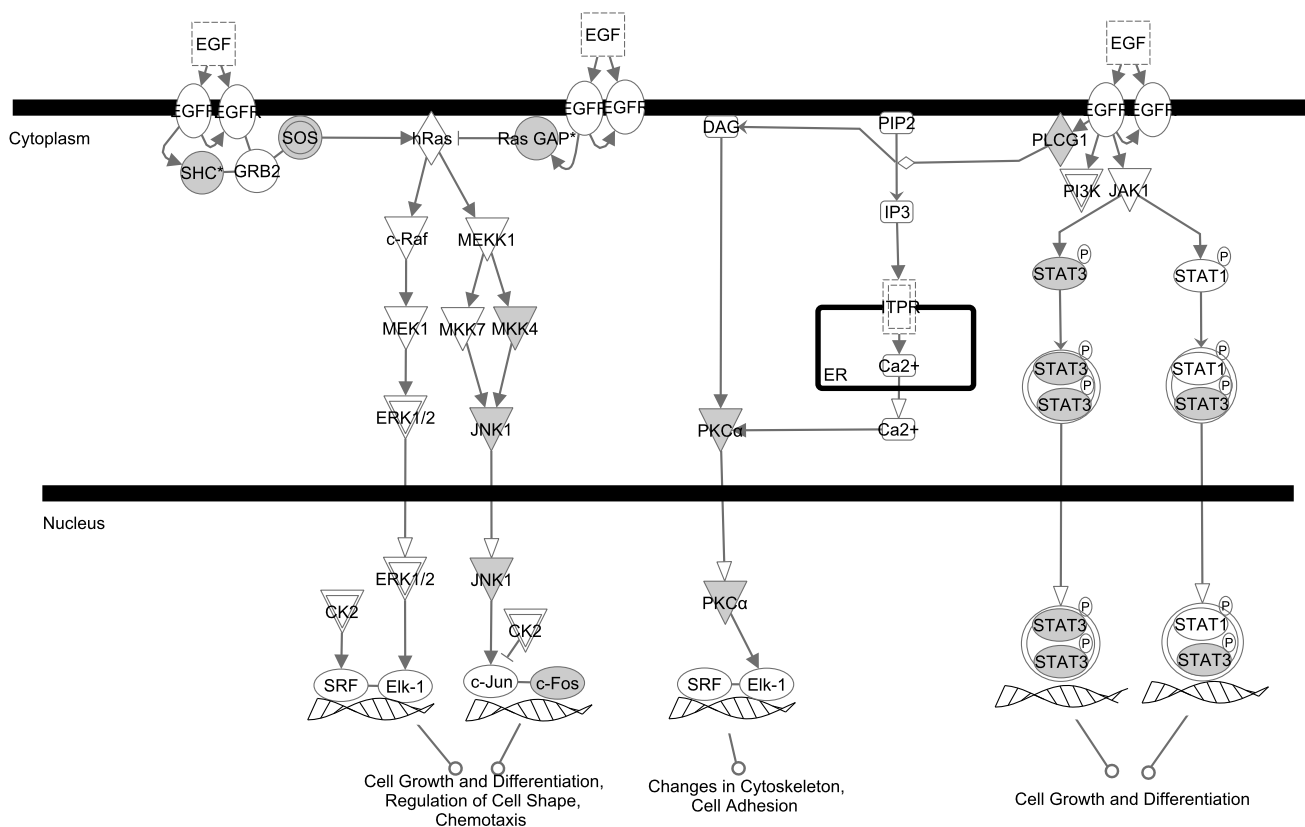 EGF
EGF
EGF
EGFR
EGFR
EGFR
EGFR
EGFR
EGFR
Cytoplasm
SOS
hRas
Ras GAP*
DAG
PIP2
PLCG1
SHC*
GRB2
PI3K
JAK1
IP3
c-Raf
MEKK1
P
STAT3
P
STAT1
ITPR
MEK1
MKK7
MKK4
Ca2+
ER
P
STAT3
P
STAT3
P
STAT1
P
STAT3
ERK1/2
JNK1
PKCα
Ca2+
Nucleus
ERK1/2
JNK1
PKCα
CK2
CK2
P
STAT3
P
STAT3
P
STAT1
P
STAT3
SRF
Elk-1
c-Jun
c-Fos
SRF
Elk-1
Cell Growth and Differentiation,
Regulation of Cell Shape,
Chemotaxis
Changes in Cytoskeleton,
Cell Adhesion
Cell Growth and Differentiation